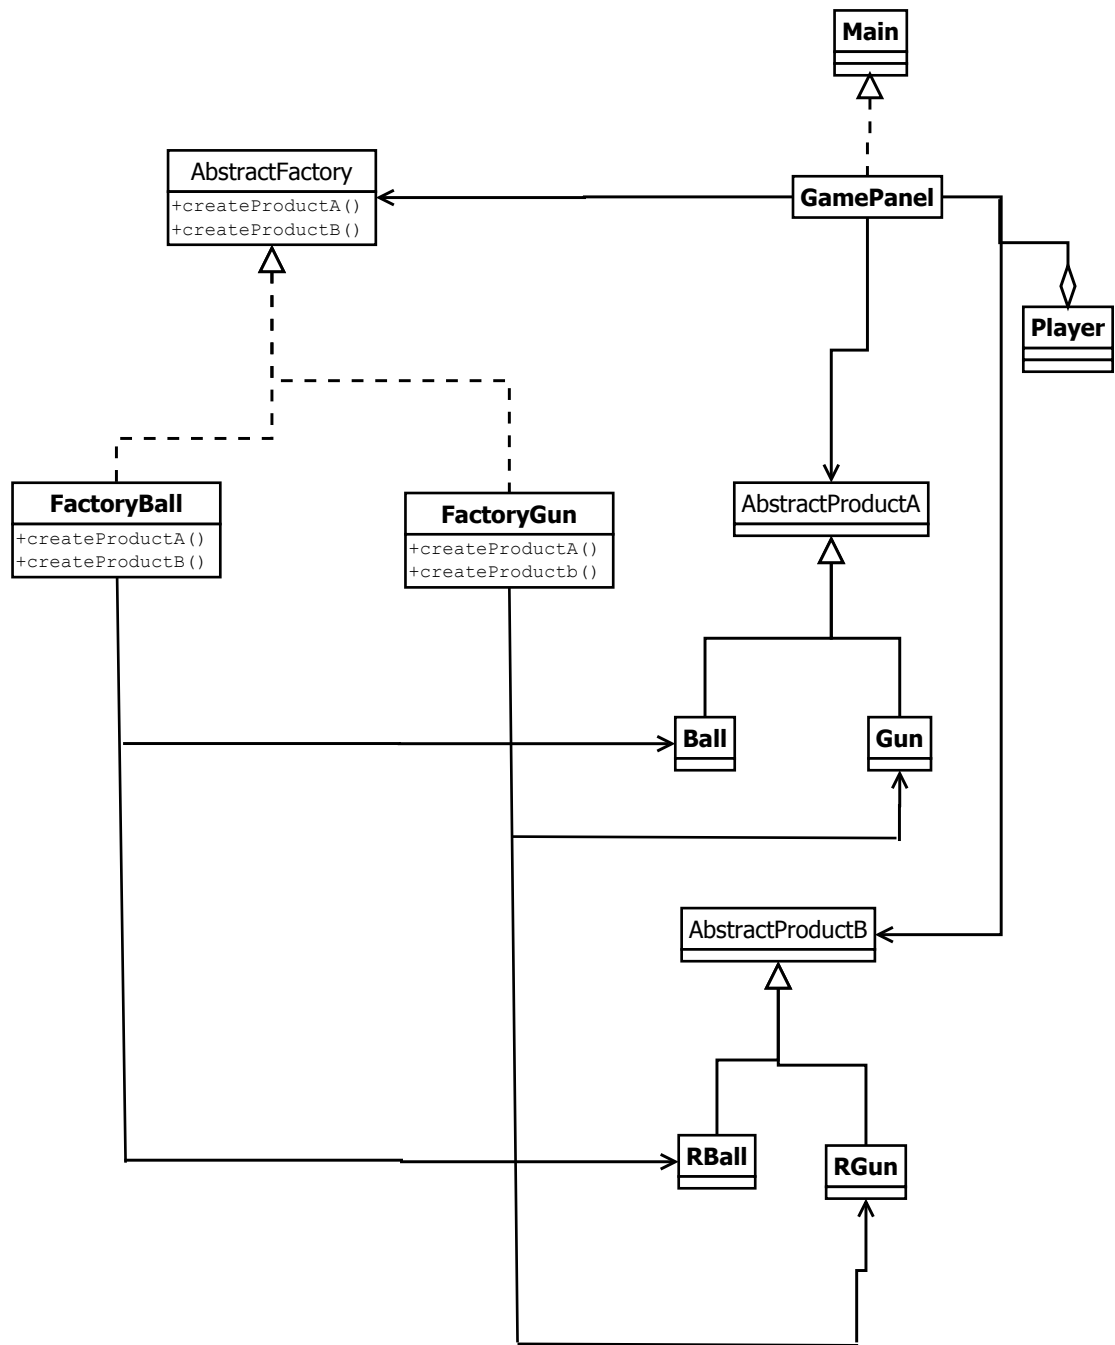 Main
AbstractFactory
+createProductA()
+createProductB()
GamePanel
Player
FactoryBall
+createProductA()
+createProductB()
FactoryGun
+createProductA()
+createProductb()
AbstractProductA
Ball
Gun
AbstractProductB
RBall
RGun